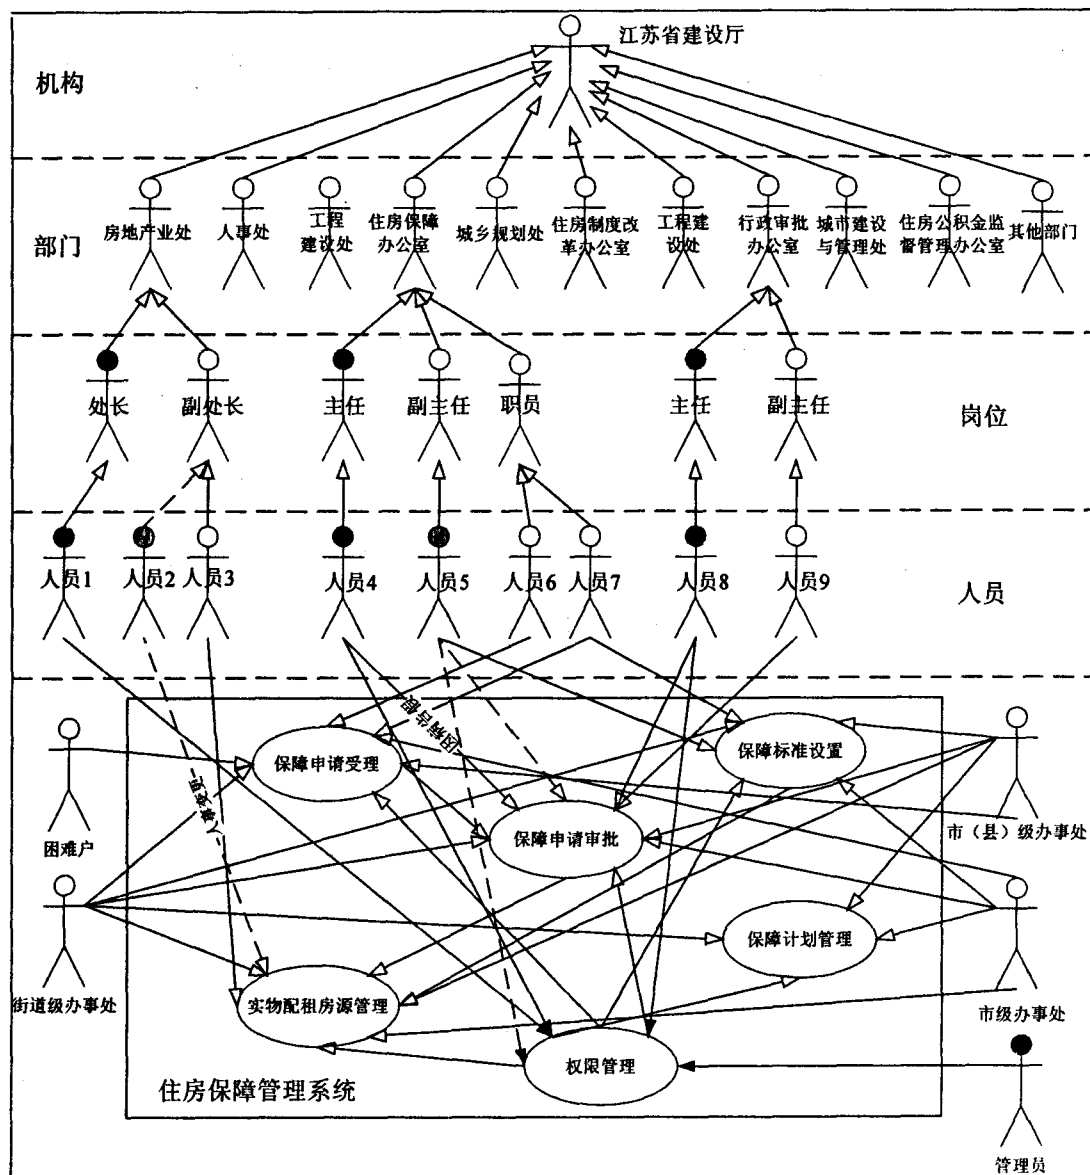 江苏省建设厅
机构
部门
房地产业处
人事处
工程
建设处
住房保障
办公室
城乡规划处
住房制度改
革办公室
工程建
设处
行政审批
办公室
城市建设
与管理处
住房公积金监
督管理办公室
其他部门
处长
副处长
主任
副主任
职员
主任
副主任
岗位
人员1
人员2
人员3
人员4
人员5
人员6
人员7
人员8
人员9
人员
因病告假
人事变更
困难户
街道级办事处
保障申请受理
保障标准设置
保障申请审批
保障计划管理
实物配租房源管理
权限管理
住房保障管理系统
市（县）级办事处
市级办事处
管理员